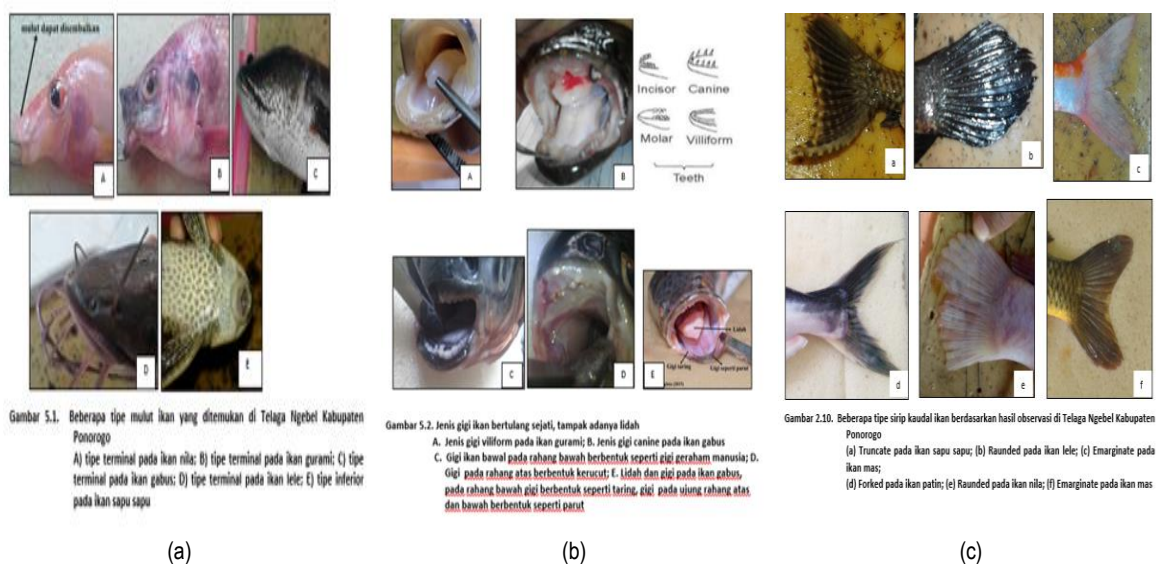 mulut dapat disembulkan
A
B
C
D
E
Gambar 5.1. Beberapa tipe mulut ikan yang ditemukan di Telaga Ngebel Kabupaten
Ponorogo
A) tipe terminal pada ikan nila; B) tipe terminal pada ikan gurami; C) tipe
terminal pada ikan gabus; D) tipe terminal pada ikan lele; E) tipe inferior
pada ikan sapu sapu
(a)
A
B
Incisor Canine
Molar Villiform
Teeth
C
D
E
Lidah
Gigi taring
Gigi seperti parut
Gambar 5.2. Jenis gigi ikan bertulang sejati, tampak adanya lidah
A. Jenis gigi viliform pada ikan gurami; B. Jenis gigi canine pada ikan gabus
C. Gigi ikan bawal pada rahang bawah berbentuk seperti gigi geraham manusia; D.
Gigi pada rahang atas berbentuk kerucut; E. Lidah dan gigi pada ikan gabus,
pada rahang bawah gigi berbentuk seperti taring, gigi pada ujung rahang atas
dan bawah berbentuk seperti parut
(b)
a
b
c
d
e
f
Gambar 2.10. Beberapa tipe sirip kaudal ikan berdasarkan hasil observasi di Telaga Ngebel Kabupaten
Ponorogo
(a) Truncate pada ikan sapu sapu; (b) Raunded pada ikan lele; (c) Emarginate pada
ikan mas;
(d) Forked pada ikan patin; (e) Raunded pada ikan nila; (f) Emarginate pada ikan mas
(c)